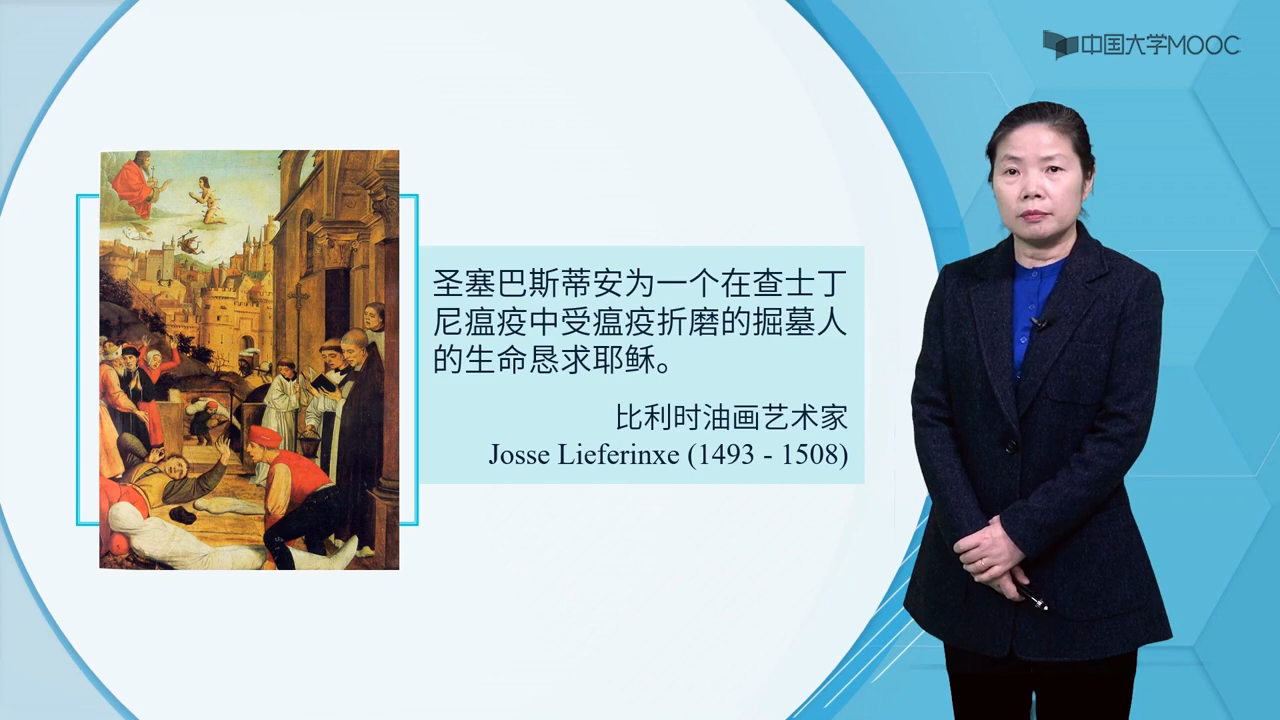 中国大学MOOC
圣塞巴斯蒂安为一个在查士丁
尼瘟疫中受瘟疫折磨的掘墓人
的生命恳求耶稣。
比利时油画艺术家
Josse Lieferinxe (1493 - 1508)